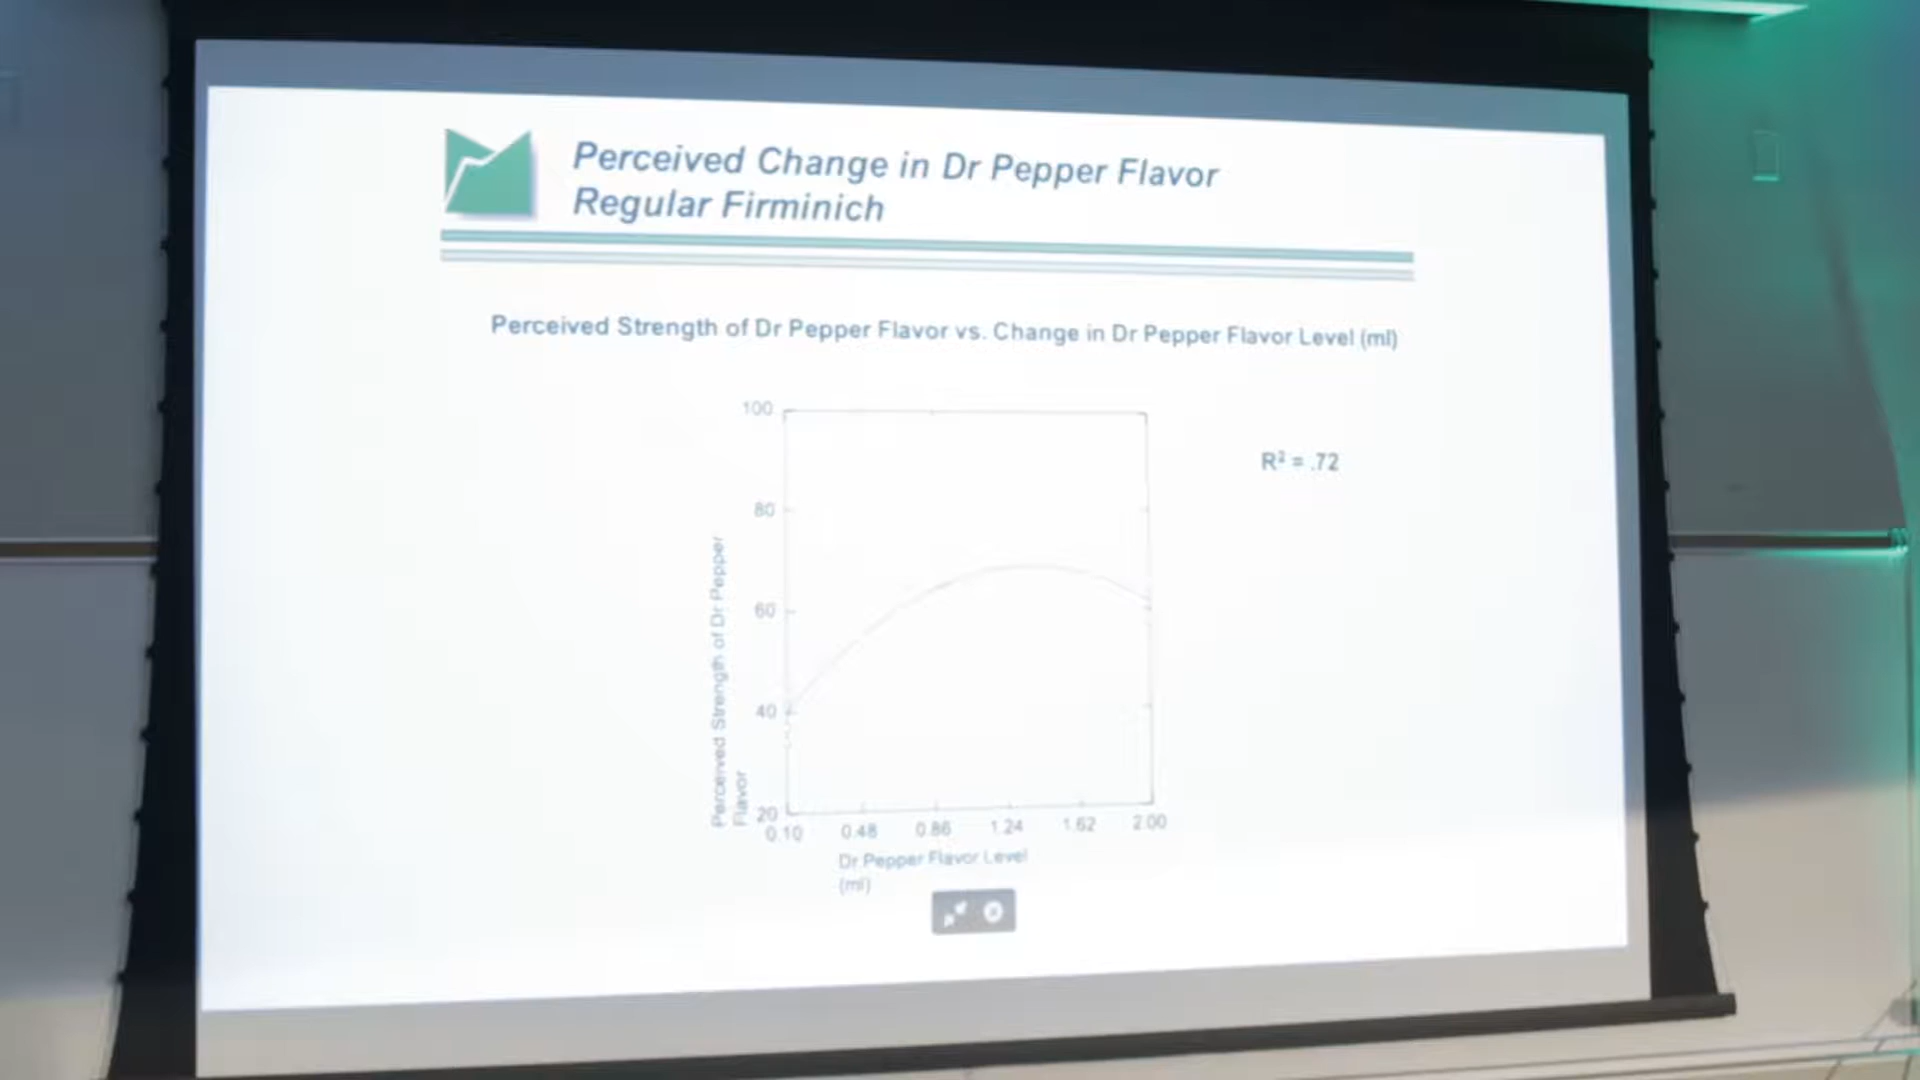 Perceived Change in Dr Pepper Flavor
Regular Firminich
Perceived Strength of Dr Pepper Flavor vs. Change in Dr Pepper Flavor Level (ml)
R² = .72
100
80
60
40
20
Perceived Strength of Dr Pepper
Flavor
0.10 0.48 0.86 1.24 1.62 2.00
Dr Pepper Flavor Level
(ml)